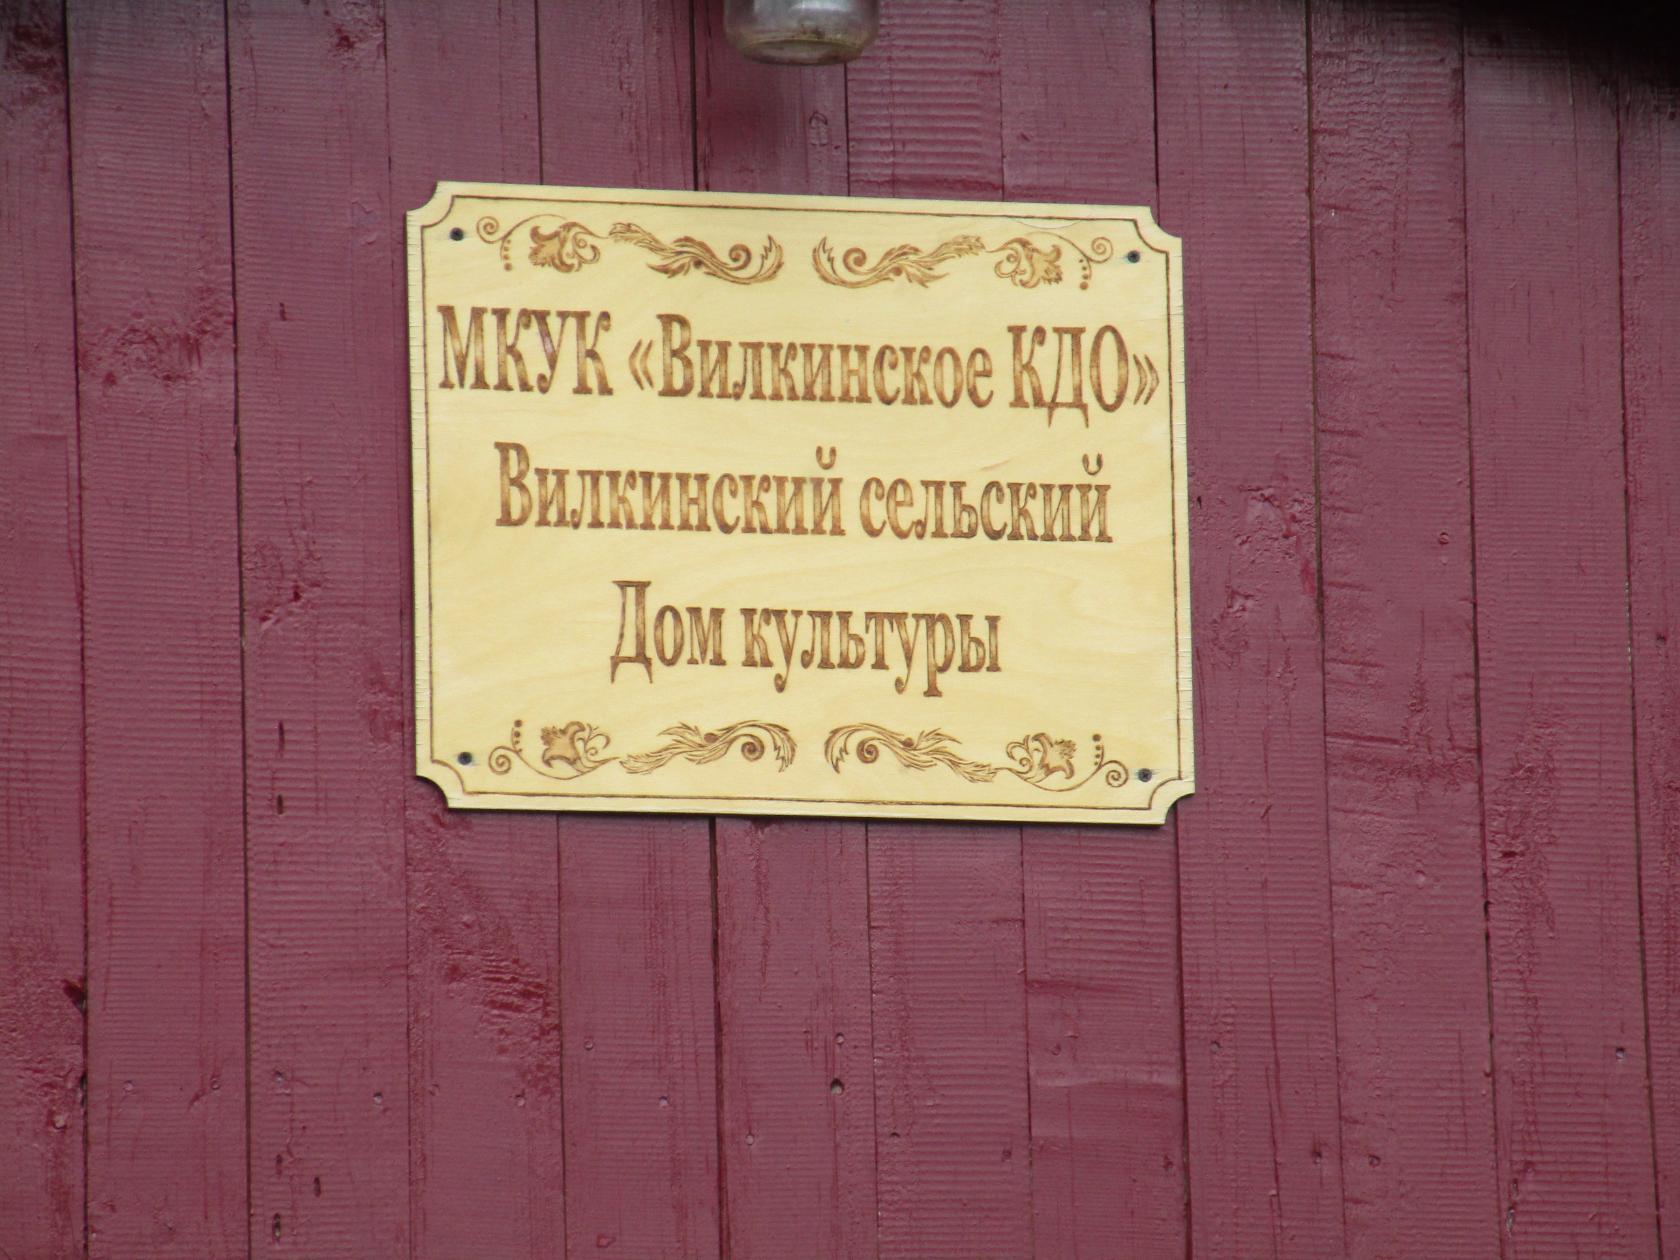 МКУК «Вилкинское КДО»
Вилкинский сельский
Дом культуры